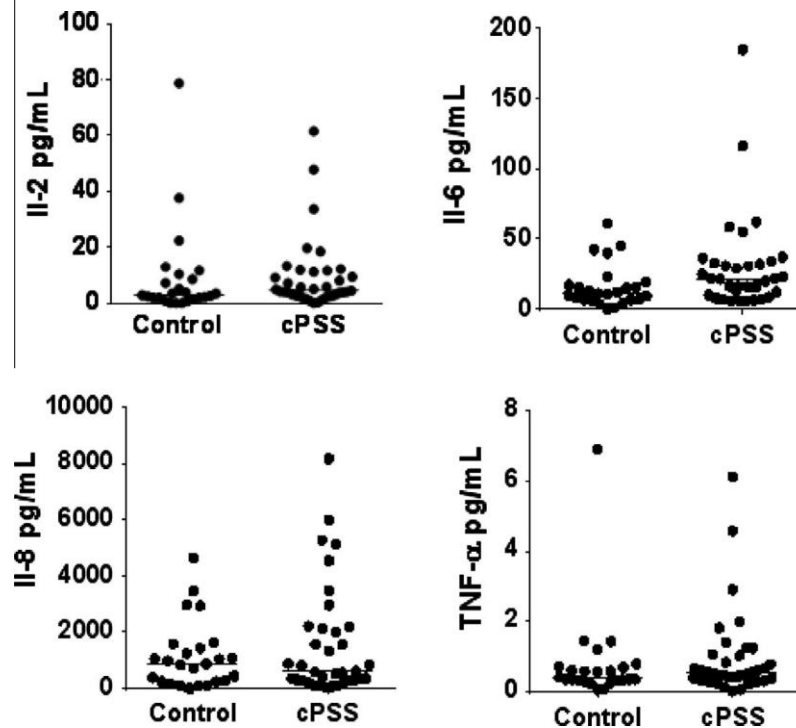 Il-2 pg/mL
100
80
60
40
20
0
Control cPSS
Il-6 pg/mL
200
150
100
50
0
Control cPSS
Il-8 pg/mL
10000
8000
6000
4000
2000
0
Control cPSS
TNF-α pg/mL
8
6
4
2
0
Control cPSS